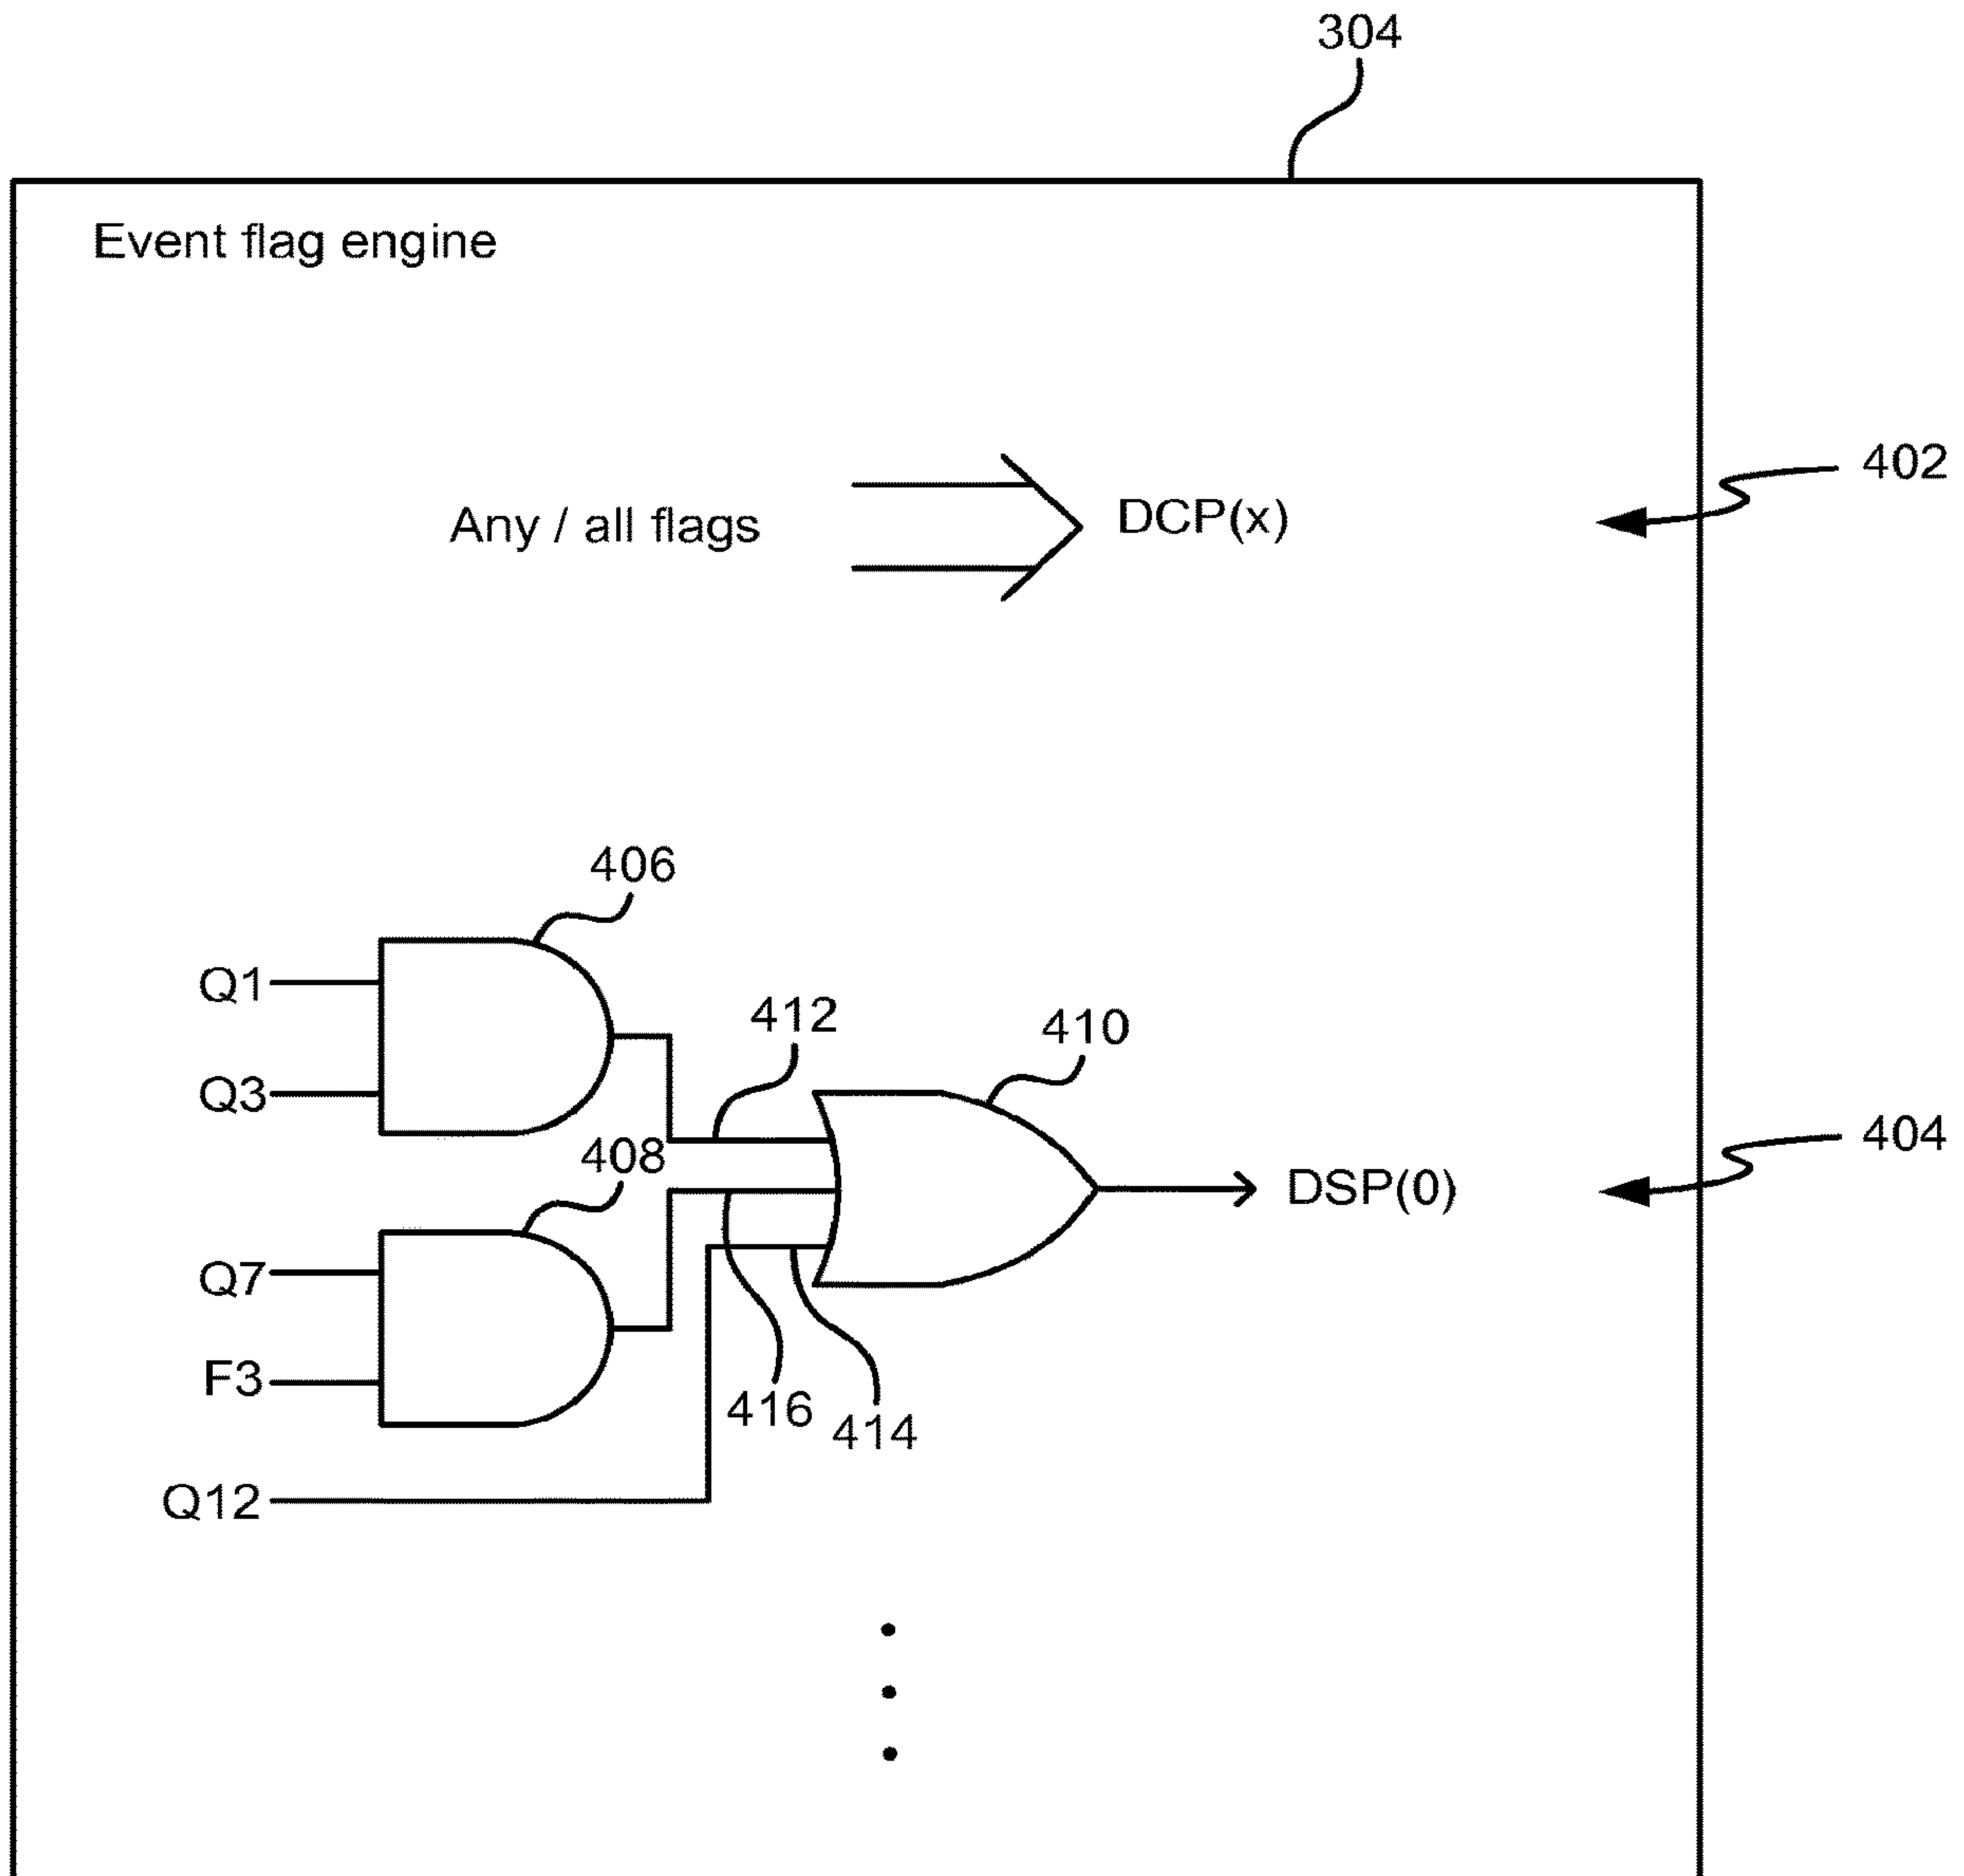 304
Event flag engine
402
Any / all flags
DCP(x)
406
Q1
412
410
Q3
404
408
DSP(0)
Q7
F3
416
414
Q12